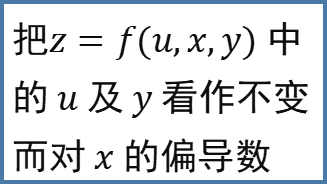 把z = f(u, x, y) 中
的 u 及 y 看作不变
而对 x 的偏导数